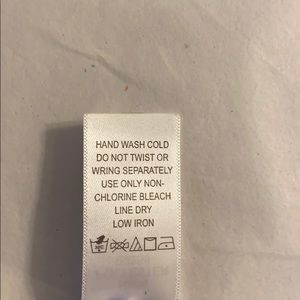 HAND WASH COLD
DO NOT TWIST OR
WRING SEPARATELY
USE ONLY NON-
CHLORINE BLEACH
LINE DRY
LOW IRON